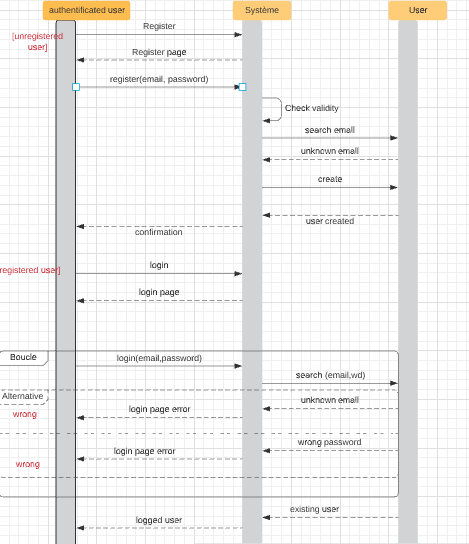 authentificated user
Système
User
Register
[unregistered
user]
Register page
register(email, password)
Check validity
search email
unknown email
create
user created
confirmation
login
registered user]
login page
Boucle
login(email,password)
search (email,wd)
Alternative
unknown email
login page error
wrong
wrong password
login page error
wrong
existing user
logged user